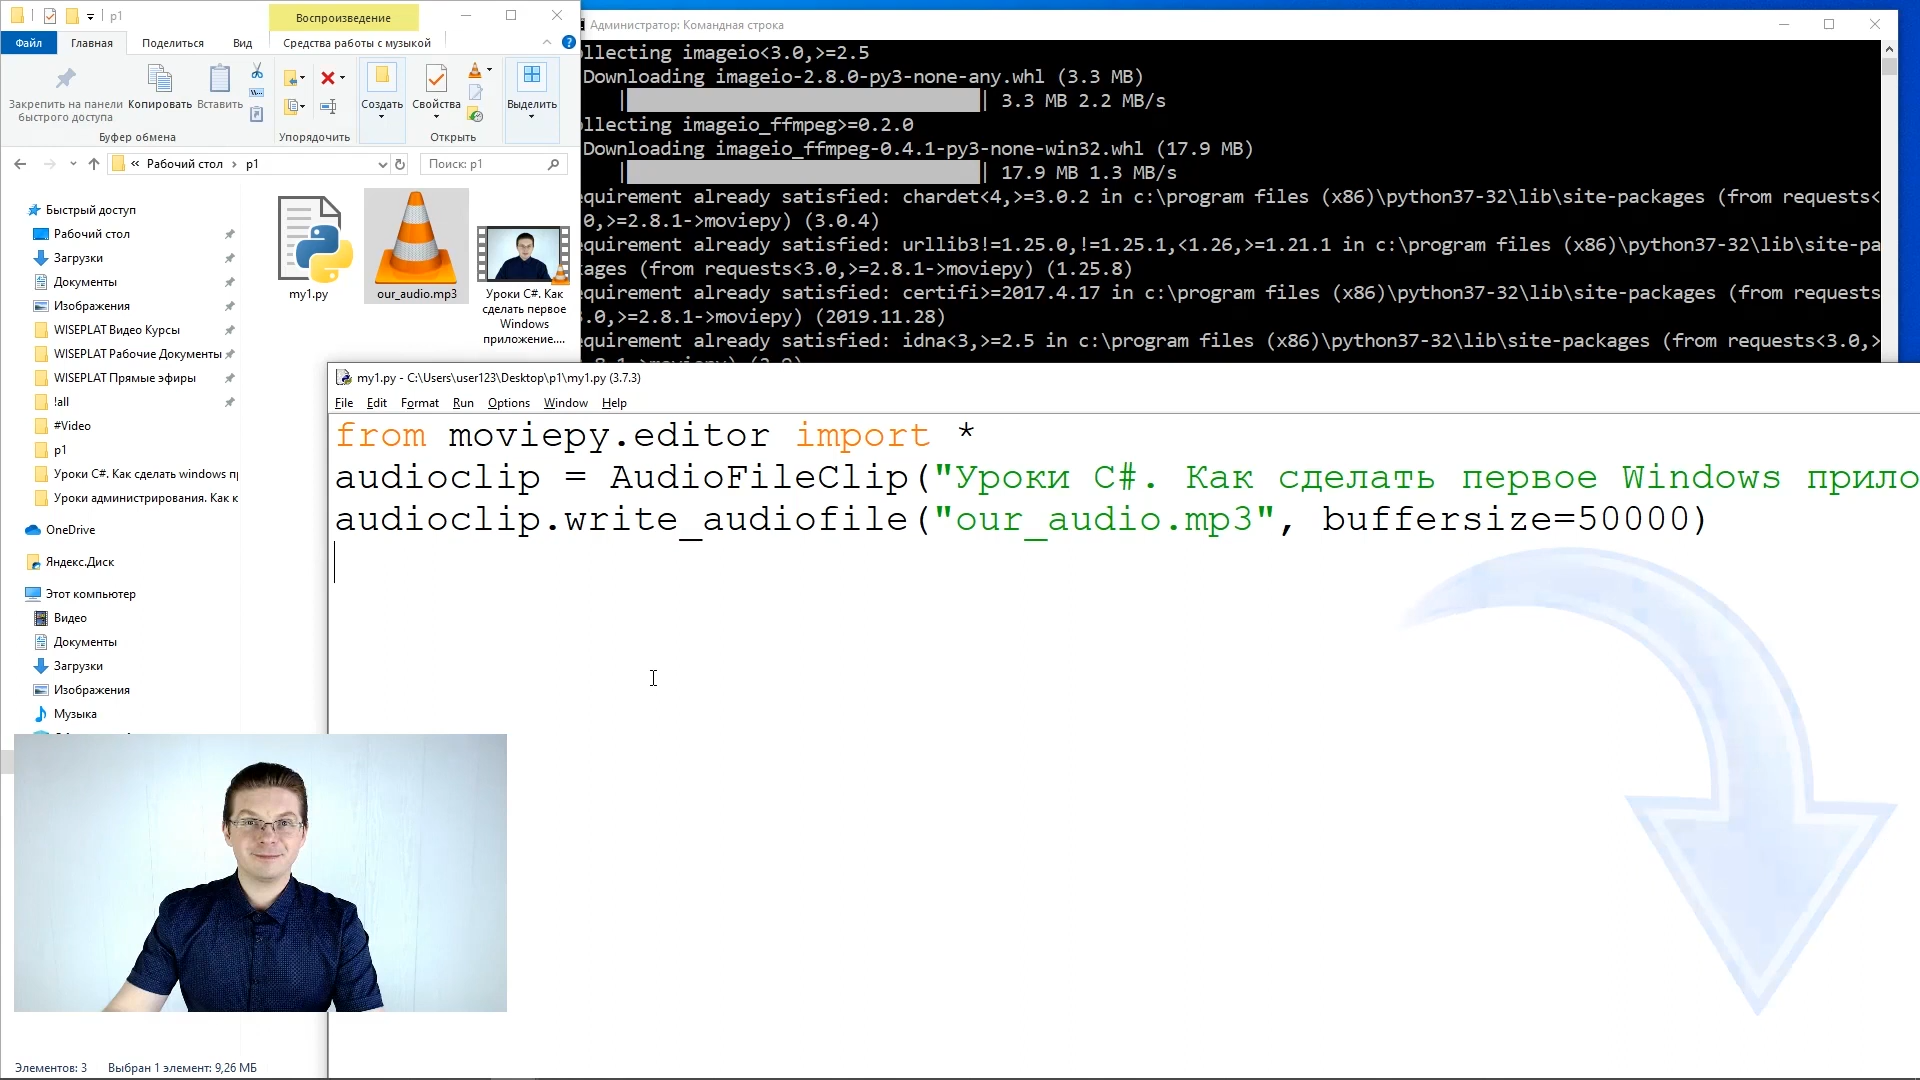 p1
Воспроизведение
Файл
Главная
Поделиться
Вид
Средства работы с музыкой
Закрепить на панели
быстрого доступа
Копировать
Вставить
Создать
Свойства
Выделить
Буфер обмена
Упорядочить
Открыть
« Рабочий стол › p1
Поиск: p1
Быстрый доступ
Рабочий стол
Загрузки
Документы
Изображения
WISEPLAT Видео Курсы
WISEPLAT Рабочие Документы
WISEPLAT Прямые эфиры
!all
#Video
p1
Уроки C#. Как сделать windows п
Уроки администрирования. Как к
OneDrive
Яндекс.Диск
Этот компьютер
Видео
Документы
Загрузки
Изображения
Музыка
my1.py
our_audio.mp3
Уроки C#. Как
сделать первое
Windows
приложение....
Элементов: 3
Выбран 1 элемент: 9,26 МБ
Администратор: Командная строка
ollecting imageio<3.0,>=2.5
Downloading imageio-2.8.0-py3-none-any.whl (3.3 MB)
| | 3.3 MB 2.2 MB/s
ollecting imageio_ffmpeg>=0.2.0
Downloading imageio_ffmpeg-0.4.1-py3-none-win32.whl (17.9 MB)
| | 17.9 MB 1.3 MB/s
equirement already satisfied: chardet<4,>=3.0.2 in c:\program files (x86)\python37-32\lib\site-packages (from requests<
0,>=2.8.1->moviepy) (3.0.4)
equirement already satisfied: urllib3!=1.25.0,!=1.25.1,<1.26,>=1.21.1 in c:\program files (x86)\python37-32\lib\site-pa
ages (from requests<3.0,>=2.8.1->moviepy) (1.25.8)
equirement already satisfied: certifi>=2017.4.17 in c:\program files (x86)\python37-32\lib\site-packages (from requests
.0,>=2.8.1->moviepy) (2019.11.28)
equirement already satisfied: idna<3,>=2.5 in c:\program files (x86)\python37-32\lib\site-packages (from requests<3.0,>
my1.py - C:\Users\user123\Desktop\p1\my1.py (3.7.3)
File Edit Format Run Options Window Help
from moviepy.editor import *
audioclip = AudioFileClip("Уроки C#. Как сделать первое Windows прило
audioclip.write_audiofile("our_audio.mp3", buffersize=50000)